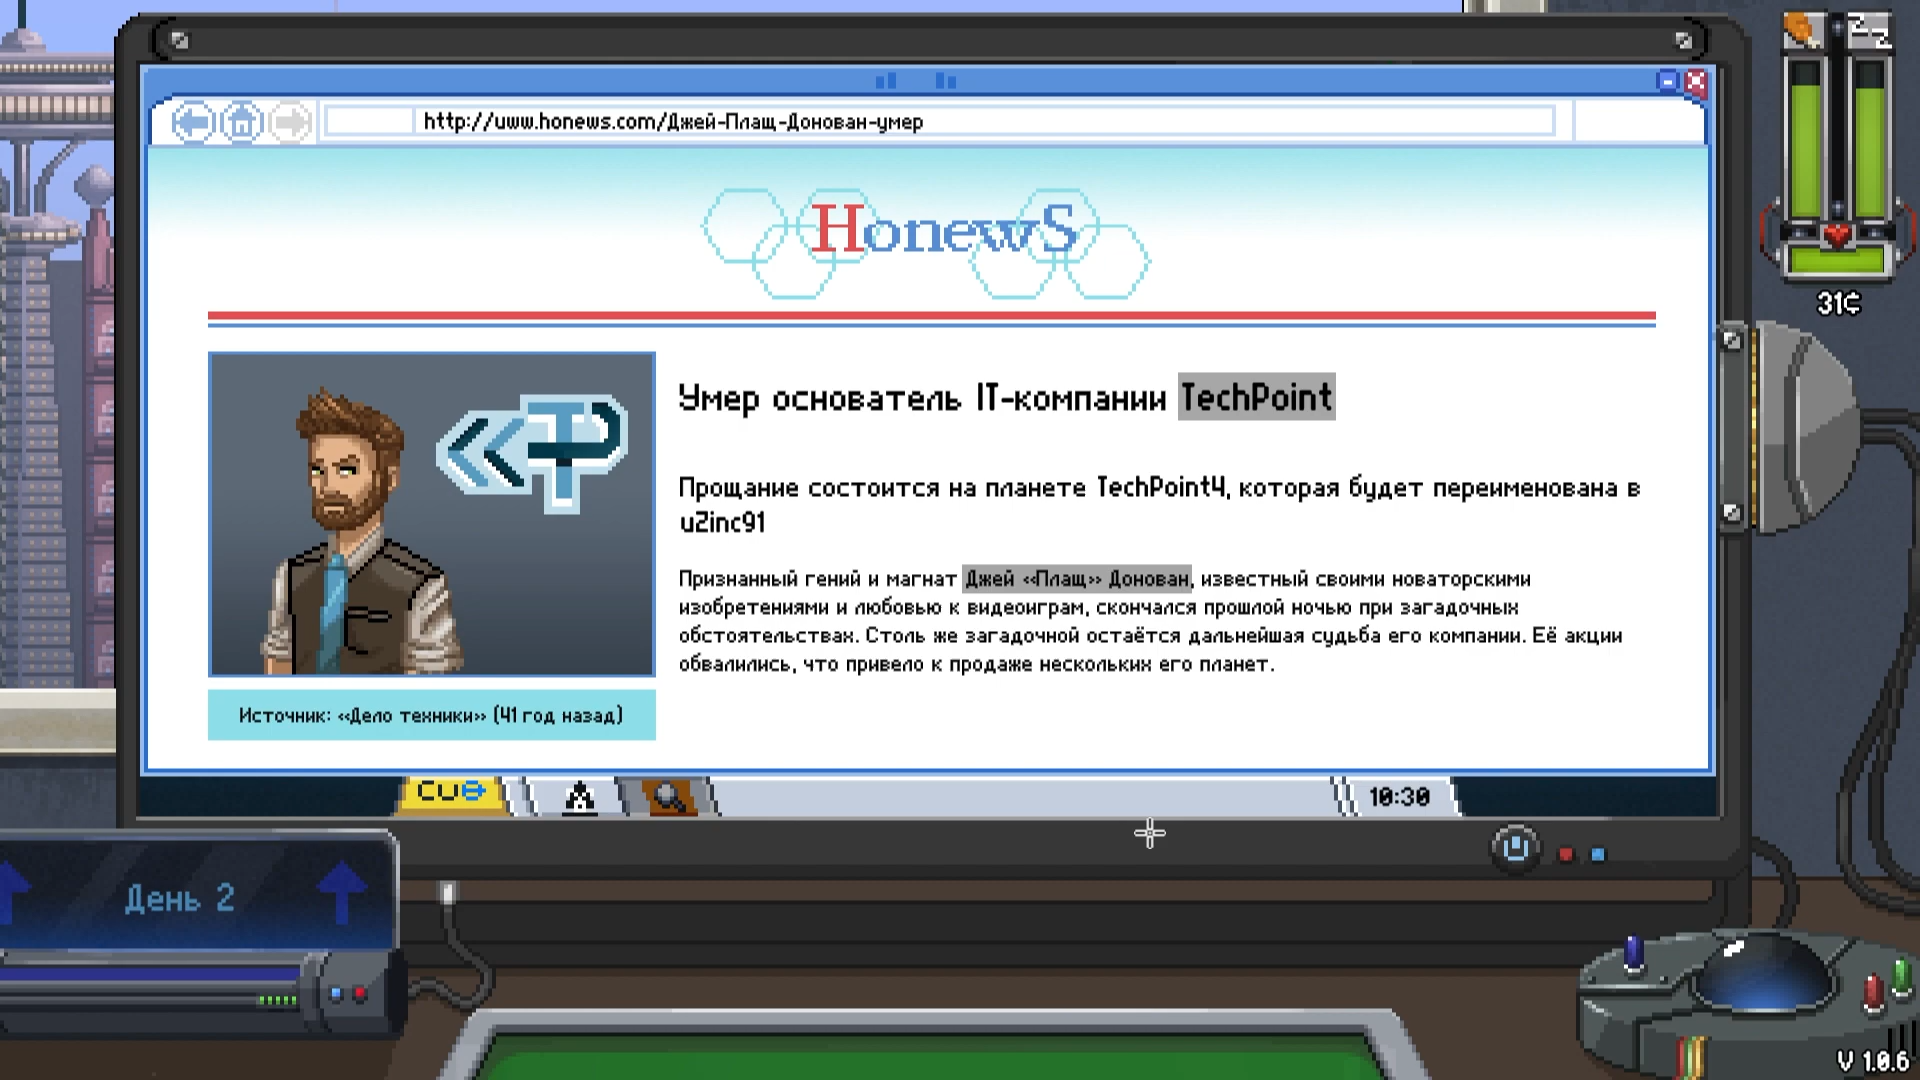 http://uww.honews.com/Джей-Плащ-Донован-умер
HonewS
31¢
Умер основатель IT-компании TechPoint
Прощание состоится на планете TechPoint4, которая будет переименована в
uZinc91
Признанный гений и магнат Джей «Плащ» Донован, известный своими новаторскими
изобретениями и любовью к видеоиграм, скончался прошлой ночью при загадочных
обстоятельствах. Столь же загадочной остаётся дальнейшая судьба его компании. Её акции
обвалились, что привело к продаже нескольких его планет.
Источник: «Дело техники» (41 год назад)
10:30
День 2
V 1.0.6